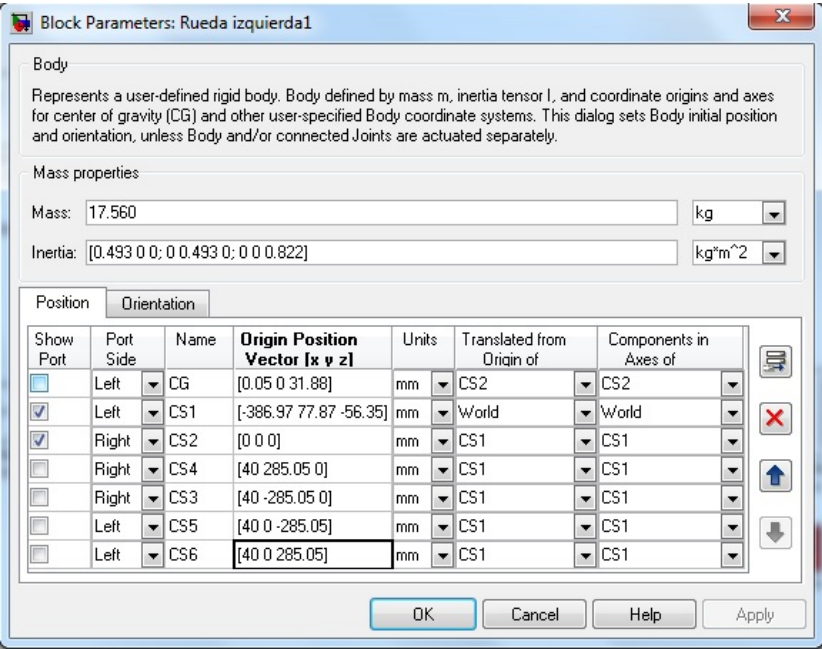 Block Parameters: Rueda izquierda1
Body
Represents a user-defined rigid body. Body defined by mass m, inertia tensor I, and coordinate origins and axes
for center of gravity (CG) and other user-specified Body coordinate systems. This dialog sets Body initial position
and orientation, unless Body and/or connected Joints are actuated separately.
Mass properties
Mass: 17.560 kg
Inertia: [0.493 0 0; 0 0.493 0; 0 0 0.822] kg*m^2
Position Orientation
Show Port Name Origin Position Units Translated from Components in
Port Side Vector [x y z] Origin of Axes of
Left CG [0.05 0 31.88] mm CS2 CS2
Left CS1 [-386.97 77.87 -56.35] mm World World
Right CS2 [0 0 0] mm CS1 CS1
Right CS4 [40 285.05 0] mm CS1 CS1
Right CS3 [40 -285.05 0] mm CS1 CS1
Left CS5 [40 0 -285.05] mm CS1 CS1
Left CS6 [40 0 285.05] mm CS1 CS1
OK Cancel Help Apply